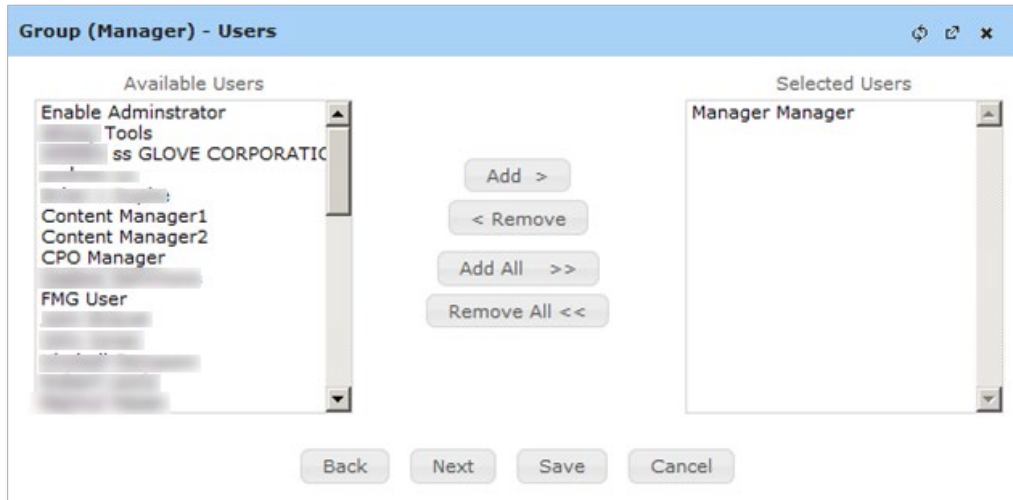 Group (Manager) - Users
Available Users
Selected Users
Enable Adminstrator
Tools
ss GLOVE CORPORATIO
Content Manager1
Content Manager2
CPO Manager
FMG User
Manager Manager
Add >
< Remove
Add All >>
Remove All <<
Back Next Save Cancel